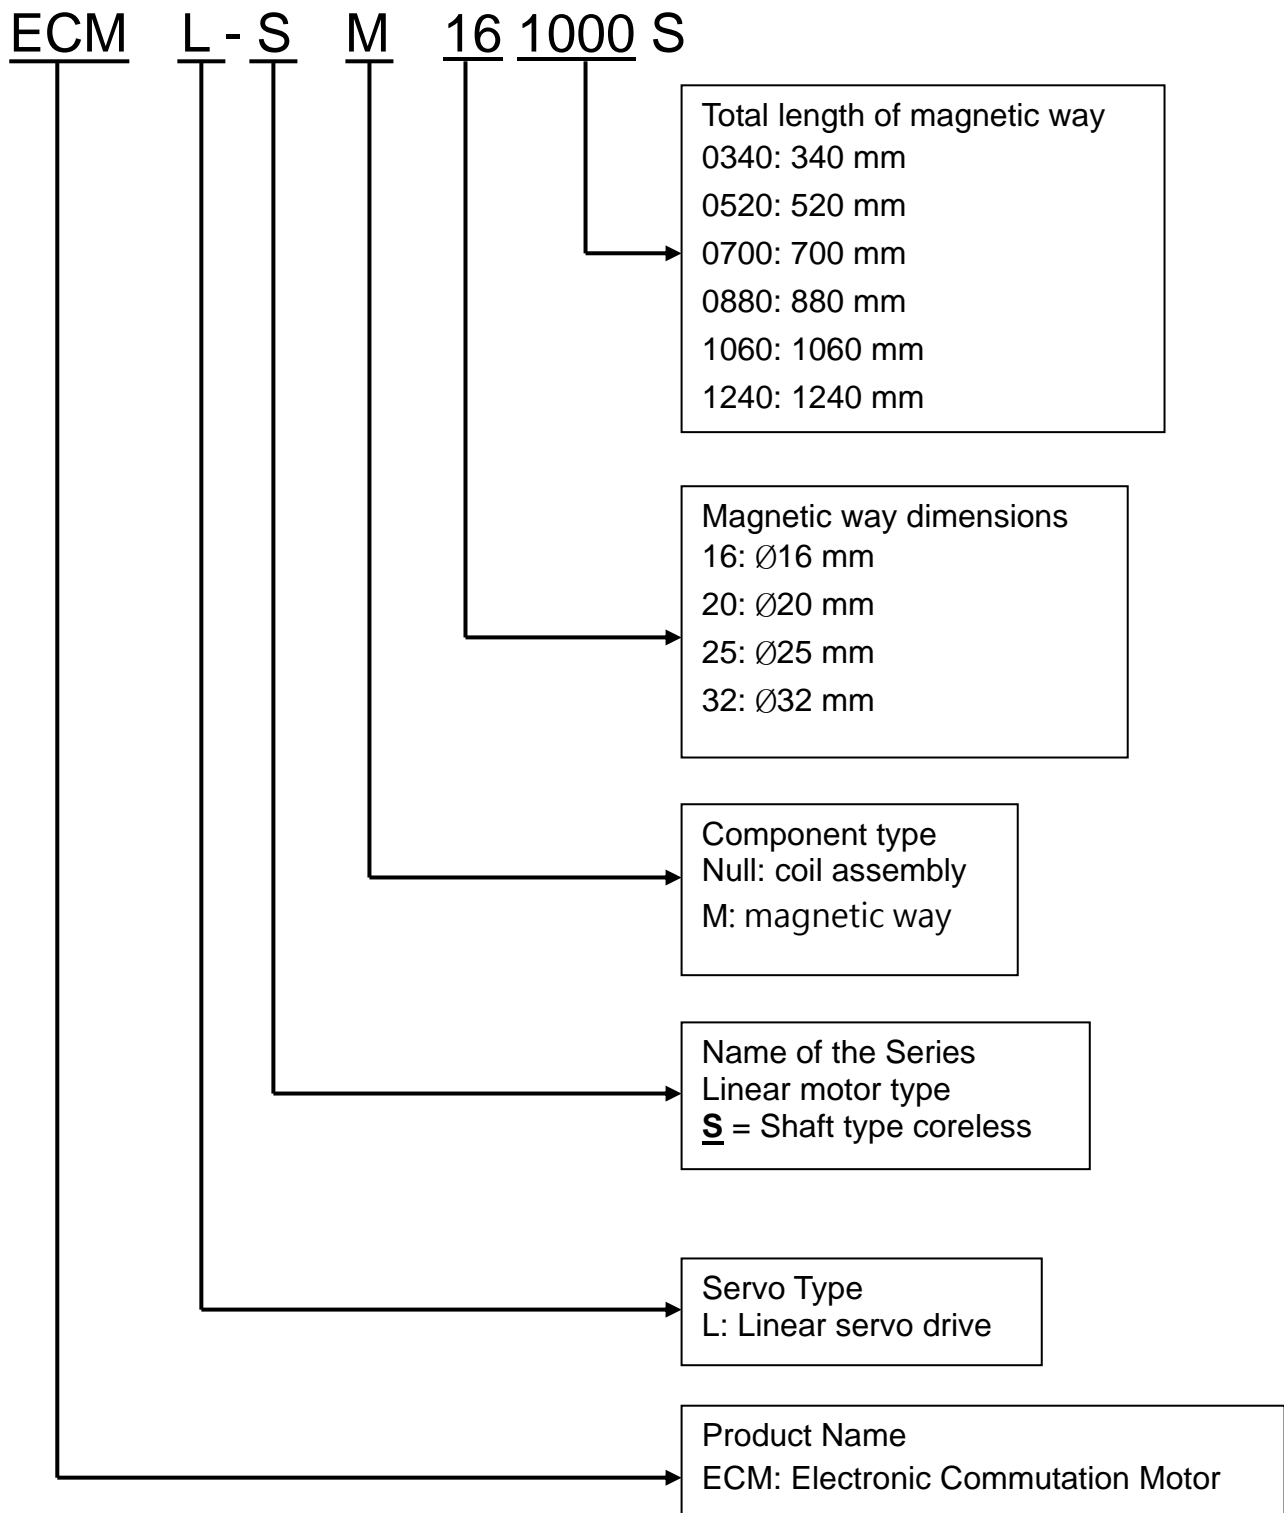 ECM L - S M 16 1000 S
Total length of magnetic way
0340: 340 mm
0520: 520 mm
0700: 700 mm
0880: 880 mm
1060: 1060 mm
1240: 1240 mm
Magnetic way dimensions
16: Ø16 mm
20: Ø20 mm
25: Ø25 mm
32: Ø32 mm
Component type
Null: coil assembly
M: magnetic way
Name of the Series
Linear motor type
S = Shaft type coreless
Servo Type
L: Linear servo drive
Product Name
ECM: Electronic Commutation Motor